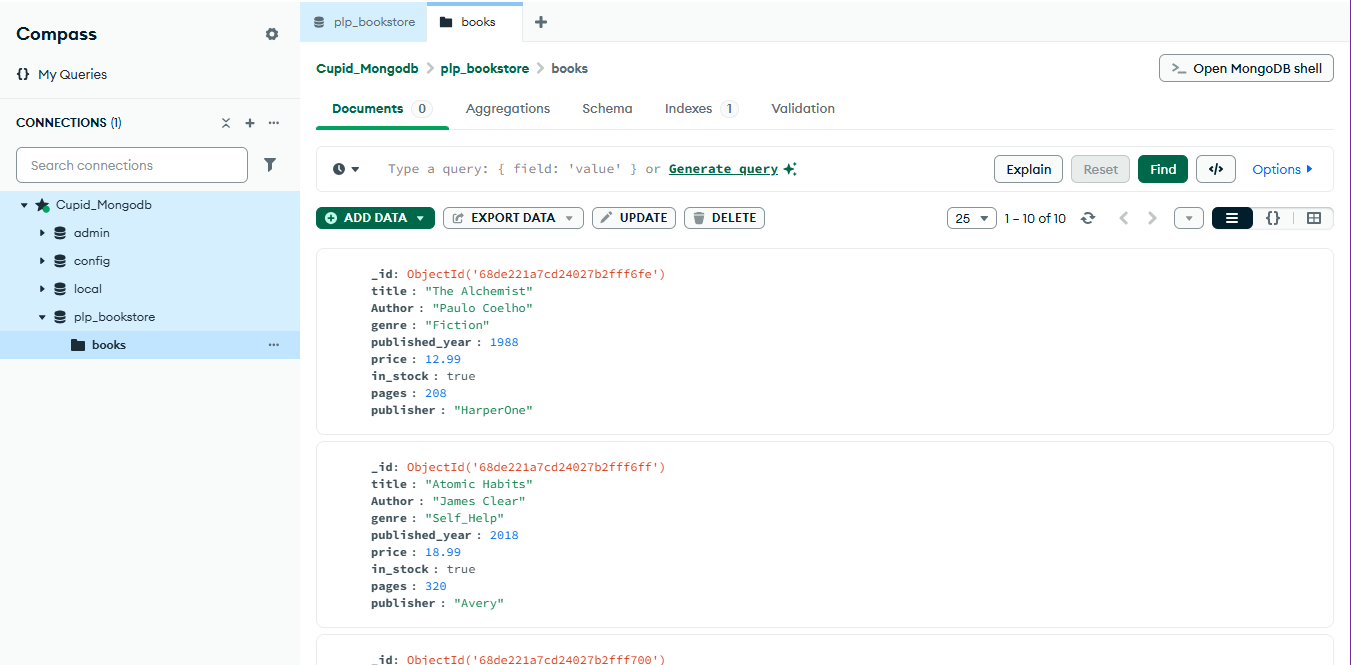 Compass
My Queries
CONNECTIONS (1)
Search connections
Cupid_Mongodb
admin
config
local
plp_bookstore
books
plp_bookstore
books
Cupid_Mongodb > plp_bookstore > books
>_ Open MongoDB shell
Documents 0 Aggregations Schema Indexes 1 Validation
Type a query: { field: 'value' } or Generate query
Explain Reset Find </> Options
ADD DATA EXPORT DATA UPDATE DELETE
25 1 – 10 of 10 {}
_id: ObjectId('68de221a7cd24027b2fff6fe')
title : "The Alchemist"
Author : "Paulo Coelho"
genre : "Fiction"
published_year : 1988
price : 12.99
in_stock : true
pages : 208
publisher : "HarperOne"
_id: ObjectId('68de221a7cd24027b2fff6ff')
title : "Atomic Habits"
Author : "James Clear"
genre : "Self_Help"
published_year : 2018
price : 18.99
in_stock : true
pages : 320
publisher : "Avery"
_id: ObjectId('68de221a7cd24027b2fff700')